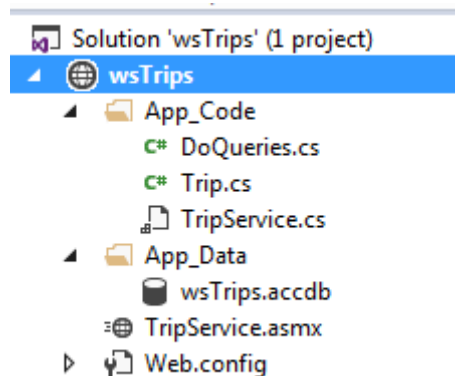 Solution 'wsTrips' (1 project)
wsTrips
App_Code
C# DoQueries.cs
C# Trip.cs
TripService.cs
App_Data
wsTrips.accdb
TripService.asmx
Web.config